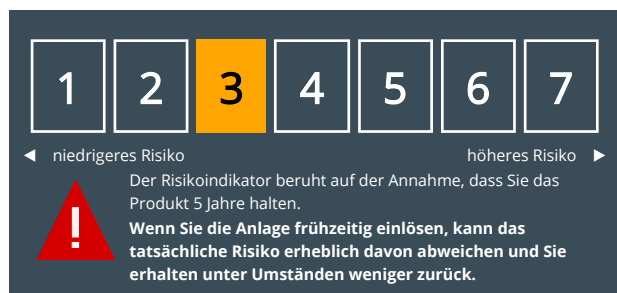 1 2 3 4 5 6 7
niedrigeres Risiko höheres Risiko
Der Risikoindikator beruht auf der Annahme, dass Sie das
Produkt 5 Jahre halten.
Wenn Sie die Anlage frühzeitig einlösen, kann das
tatsächliche Risiko erheblich davon abweichen und Sie
erhalten unter Umständen weniger zurück.